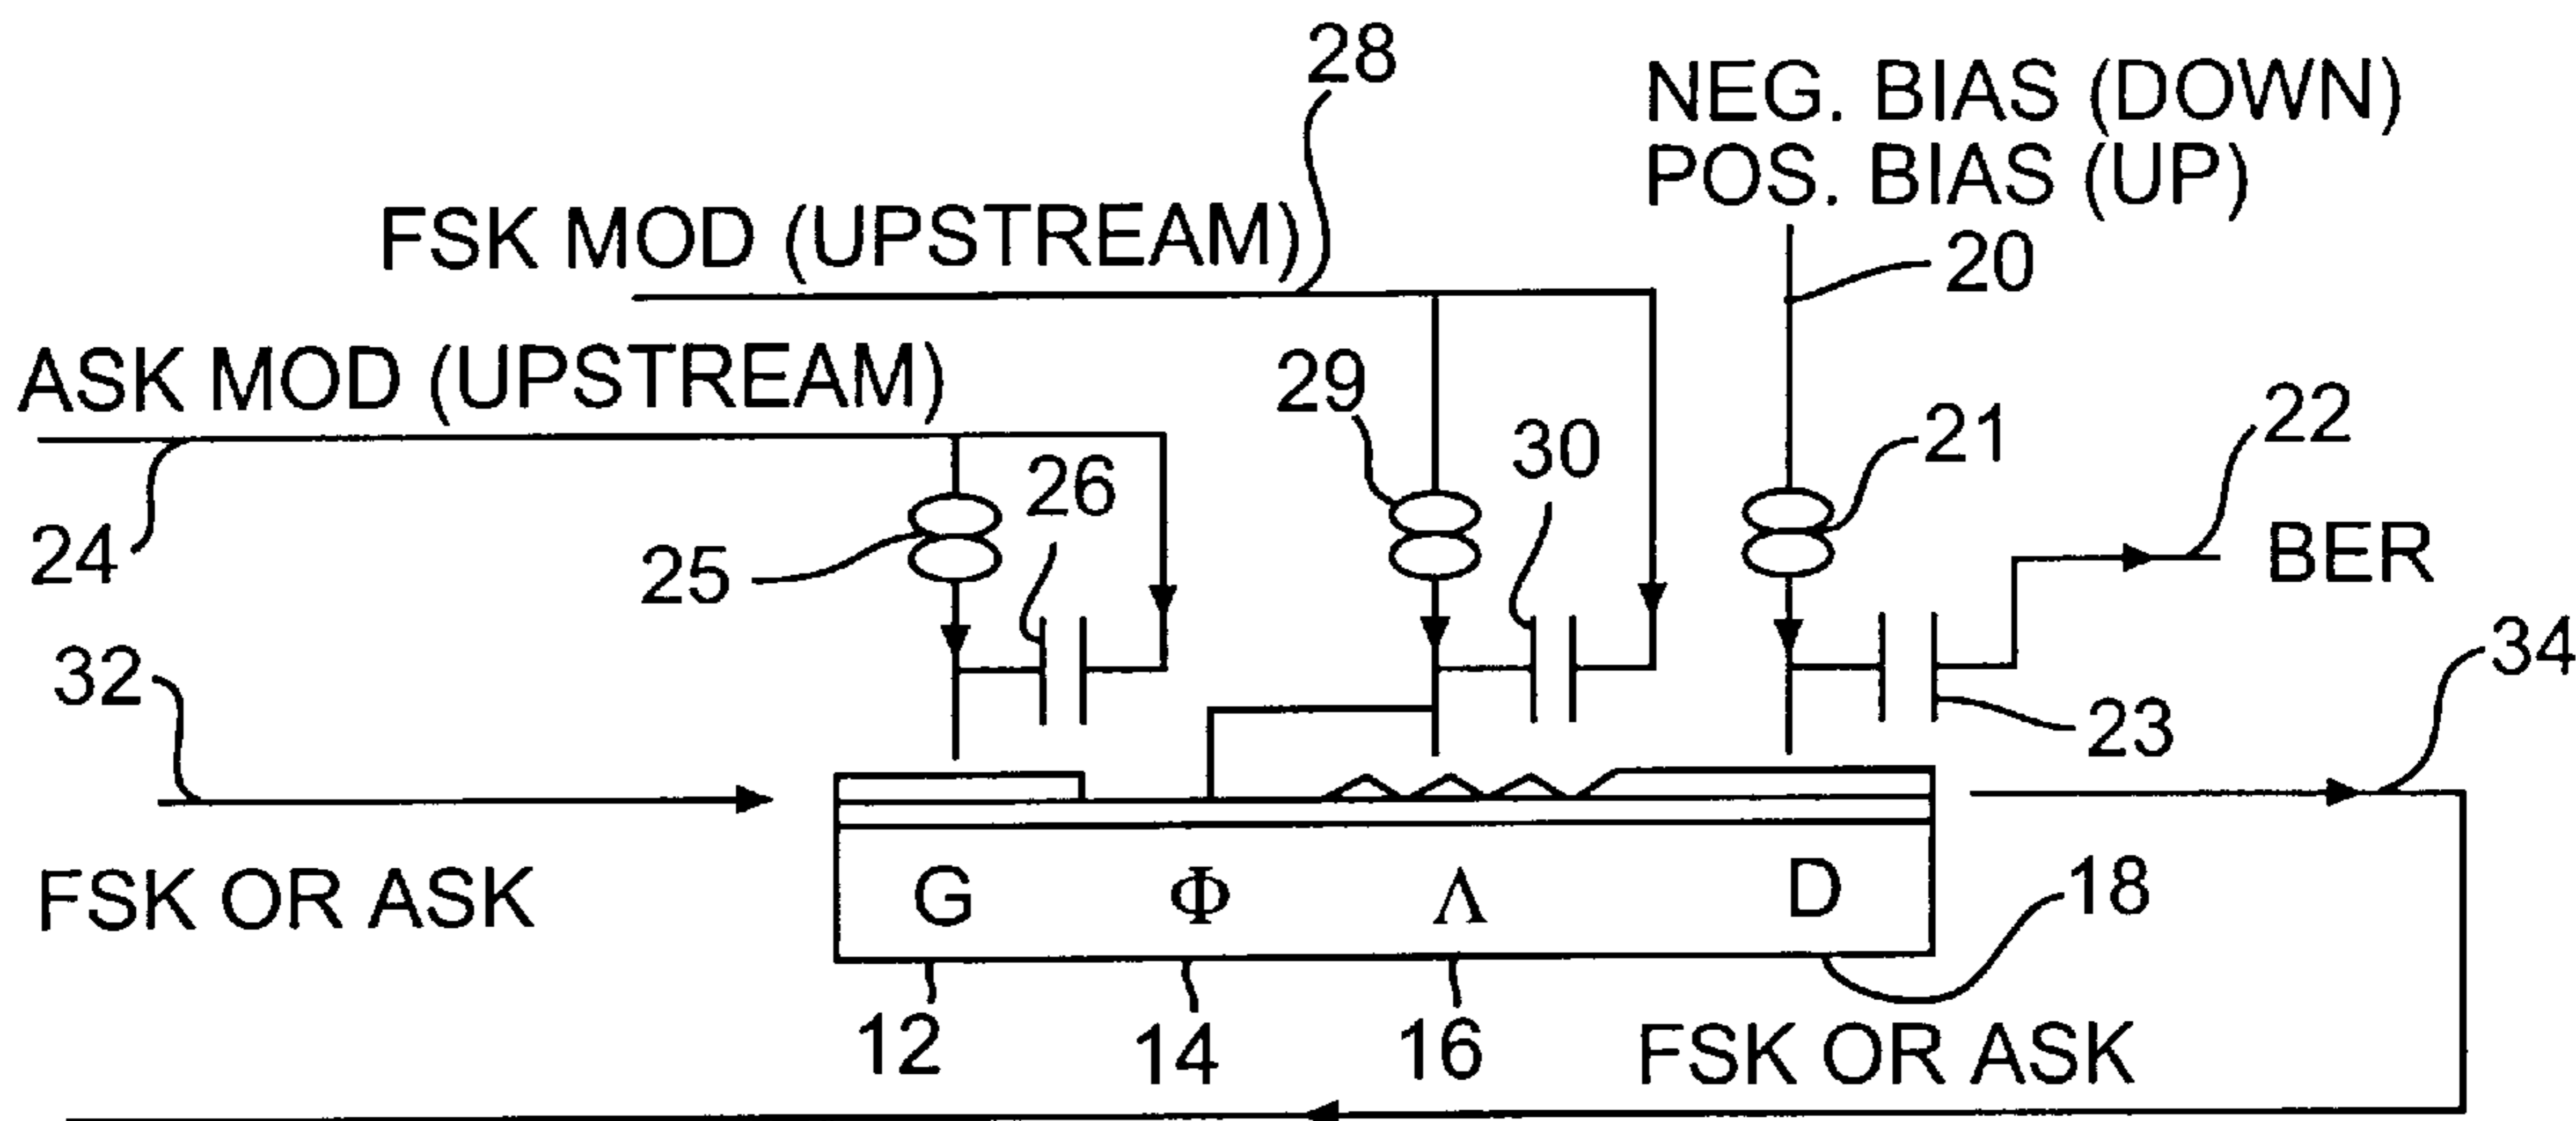 28
NEG. BIAS (DOWN)
POS. BIAS (UP)
FSK MOD (UPSTREAM)
20
ASK MOD (UPSTREAM)
29
30
21
22
26
24
25
BER
32
34
23
FSK OR ASK
G Φ Λ D
18
12
14
16
FSK OR ASK